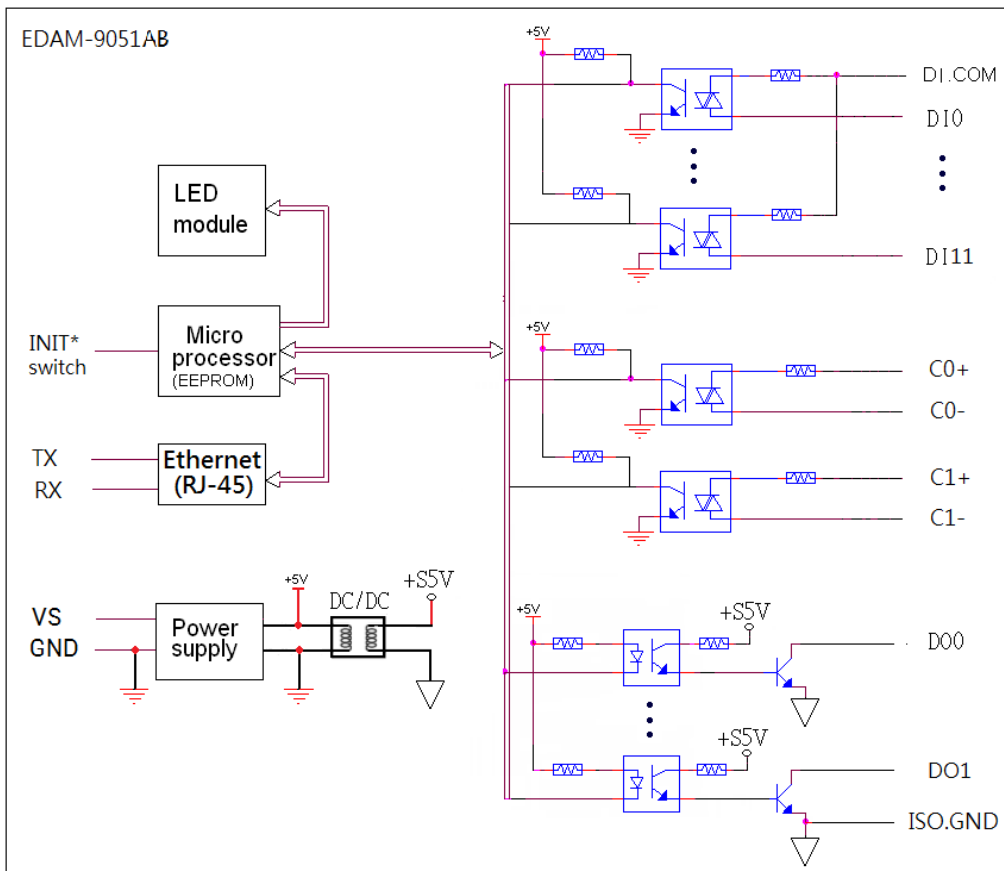 EDAM-9051AB
LED
module
INIT*
switch
Micro
processor
(EEPROM)
TX
RX
Ethernet
(RJ-45)
VS
GND
Power
supply
+5V
DC/DC
+S5V
+5V
DI.COM
DI0
DI11
+5V
C0+
C0-
C1+
C1-
+5V
+S5V
DO0
+S5V
DO1
ISO.GND